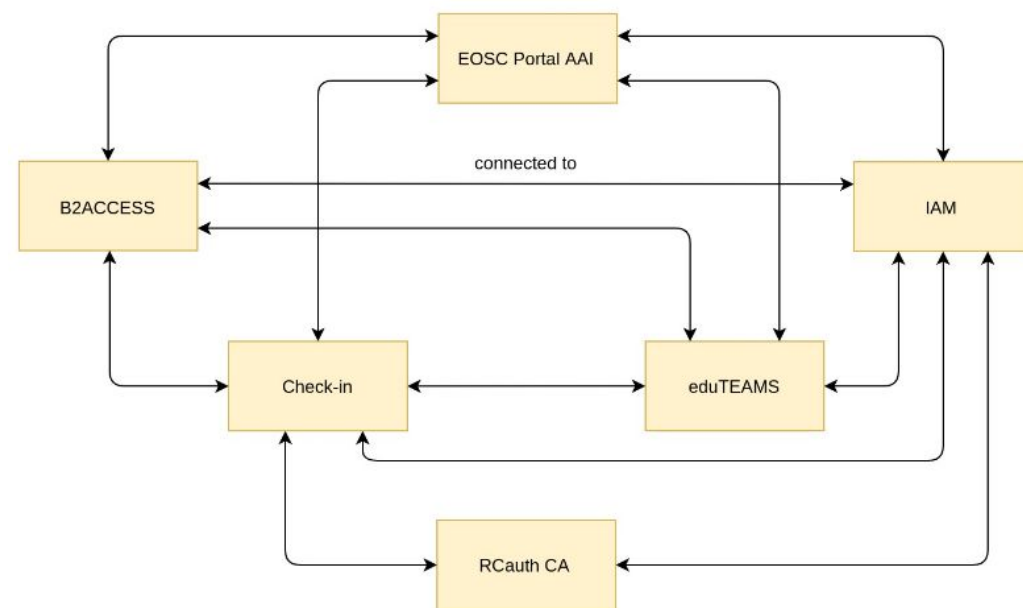 EOSC Portal AAI
connected to
B2ACCESS
IAM
Check-in
eduTEAMS
RCauth CA